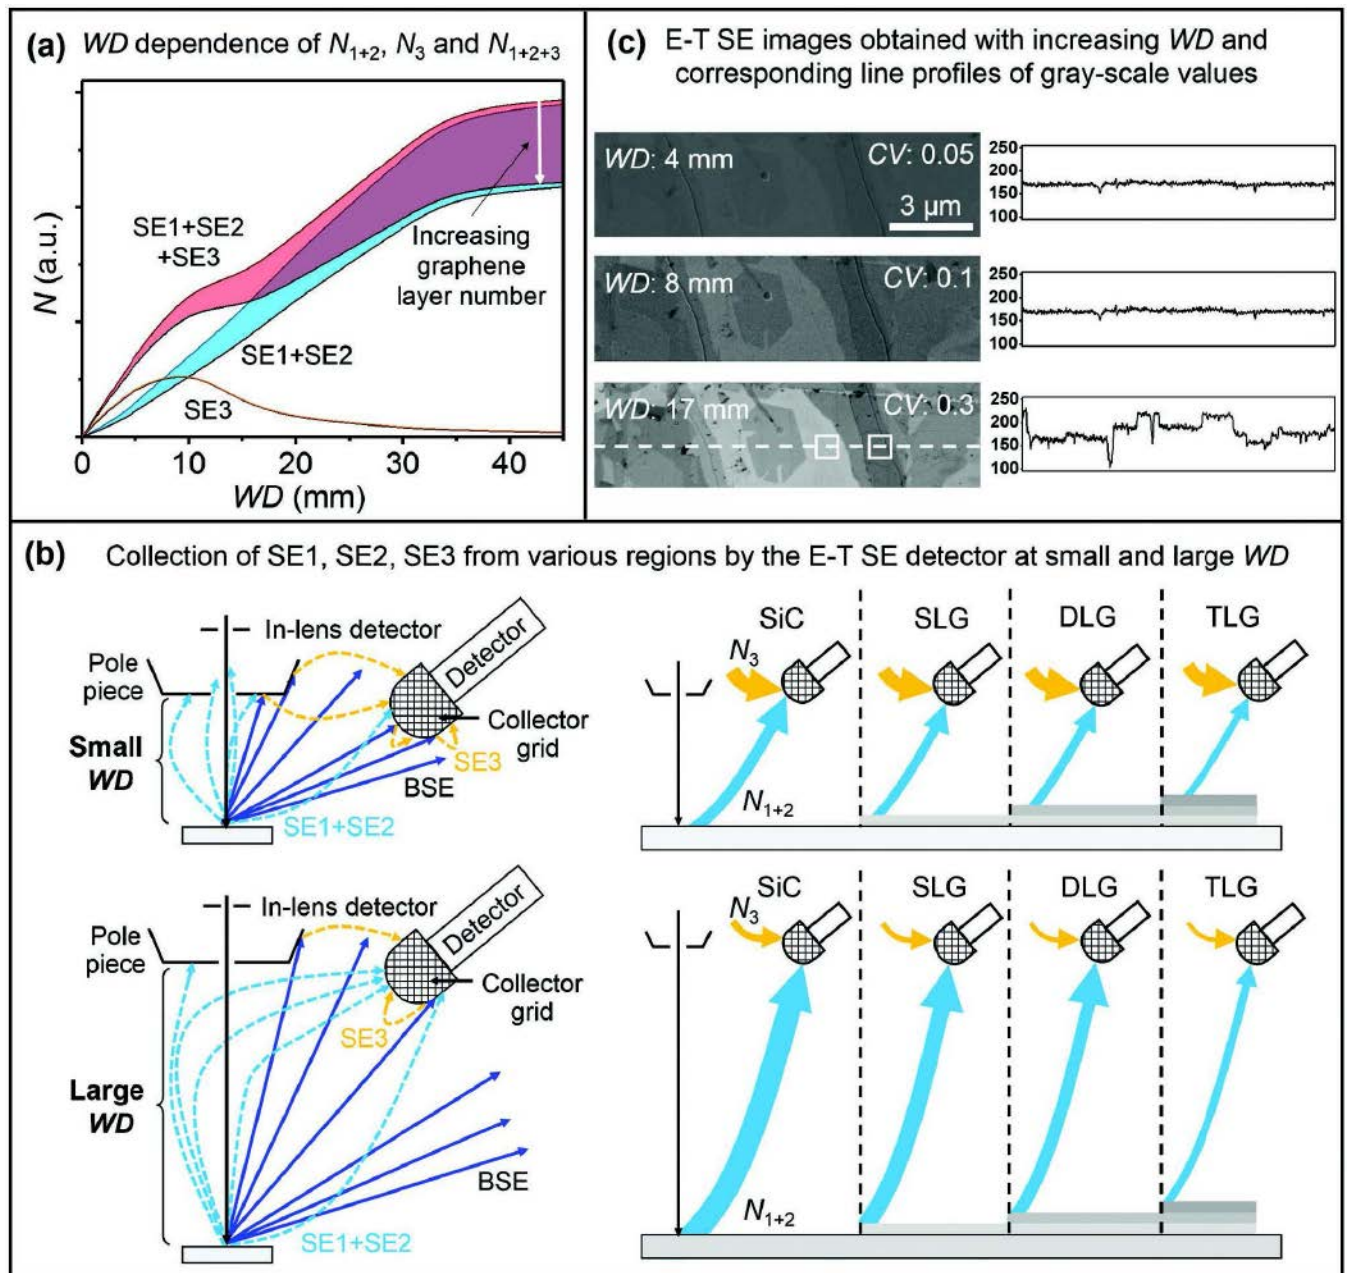 (a) WD dependence of N1+2, N3 and N1+2+3
N (a.u.)
SE1+SE2
+SE3
Increasing
graphene
layer number
SE1+SE2
SE3
0 10 20 30 40
WD (mm)
(c) E-T SE images obtained with increasing WD and
corresponding line profiles of gray-scale values
WD: 4 mm CV: 0.05
3 μm
250
200
150
100
WD: 8 mm CV: 0.1
250
200
150
100
WD: 17 mm CV: 0.3
250
200
150
100
(b) Collection of SE1, SE2, SE3 from various regions by the E-T SE detector at small and large WD
In-lens detector
Detector
Pole
piece
Collector
grid
Small
WD
SE3
BSE
SE1+SE2
SiC SLG DLG TLG
N3
N1+2
In-lens detector
Detector
Pole
piece
Collector
grid
SE3
Large
WD
BSE
SE1+SE2
SiC SLG DLG TLG
N3
N1+2